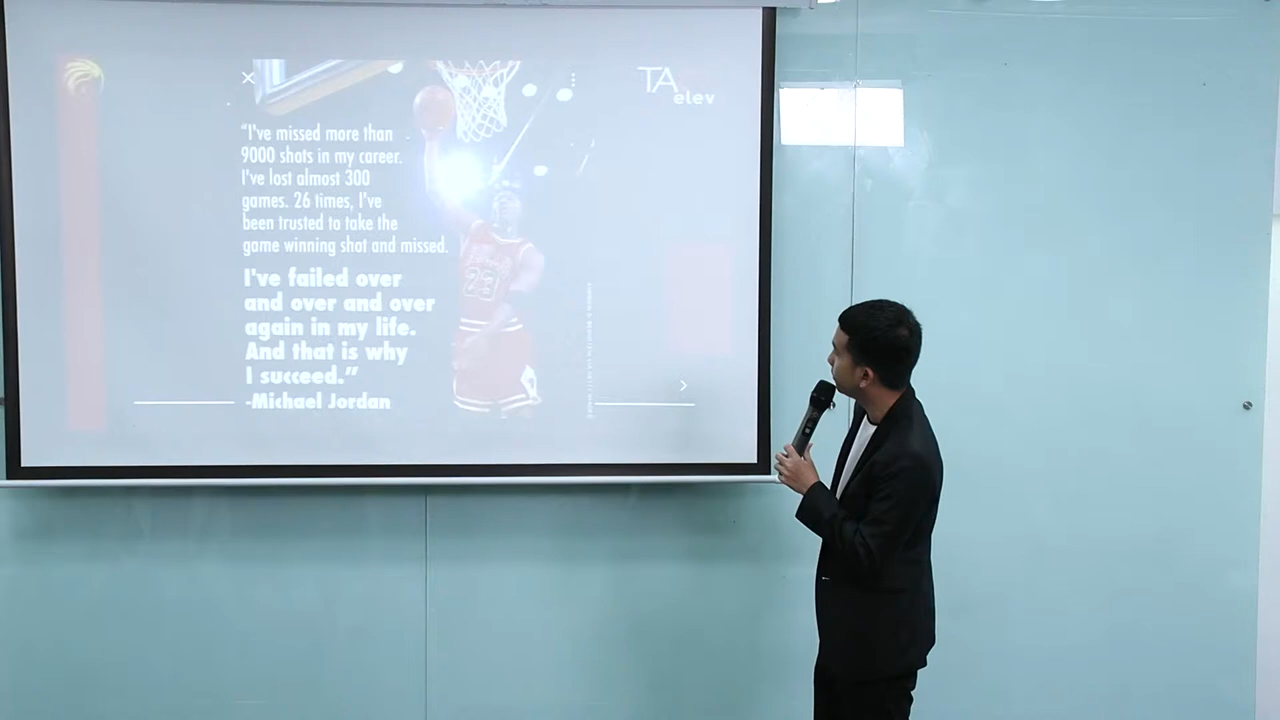 TA
elev
“I've missed more than
9000 shots in my career.
I've lost almost 300
games. 26 times, I've
been trusted to take the
game winning shot and missed.
I've failed over
and over and over
again in my life.
And that is why
I succeed.”
-Michael Jordan
23